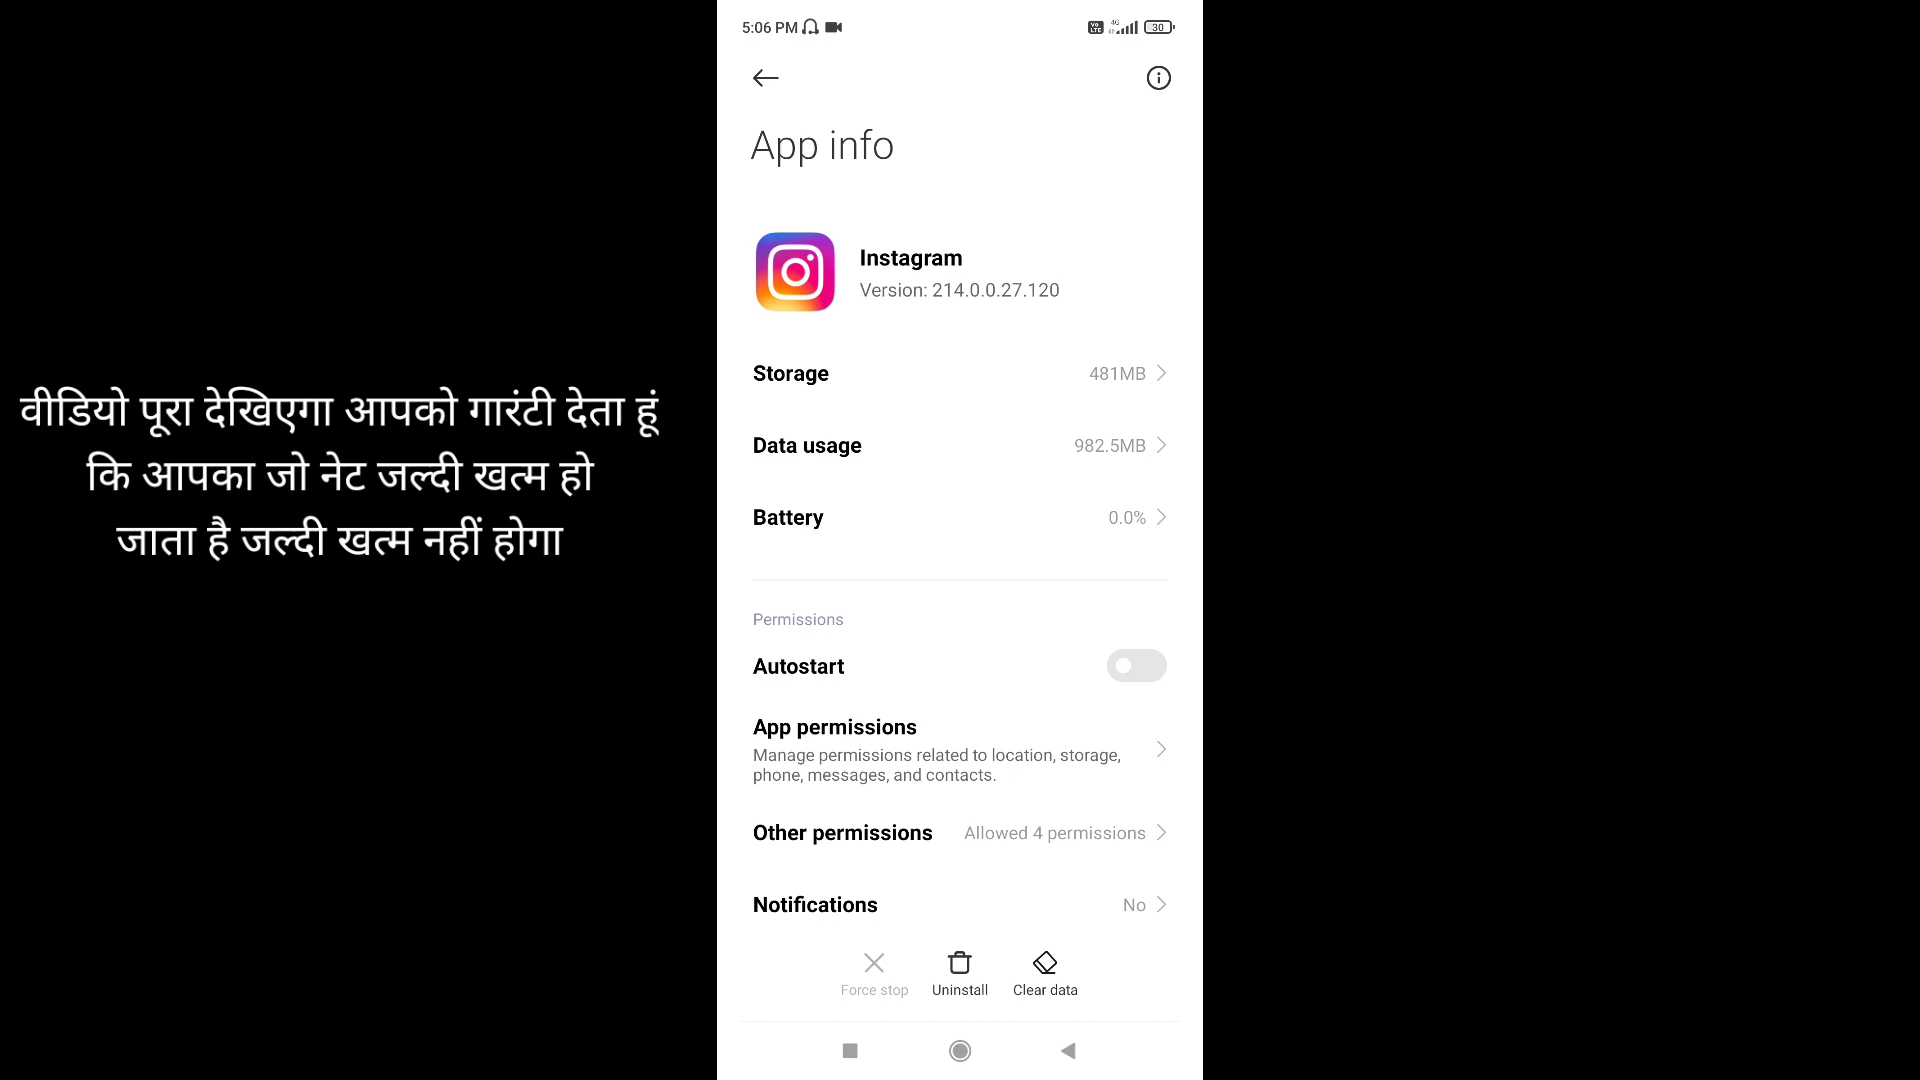 5:06 PM
4G
30
App info
Instagram
Version: 214.0.0.27.120
Storage 481MB
Data usage 982.5MB
Battery 0.0%
Permissions
Autostart
App permissions
Manage permissions related to location, storage,
phone, messages, and contacts.
Other permissions Allowed 4 permissions
Notifications No
Force stop Uninstall Clear data
वीडियो पूरा देखिएगा आपको गारंटी देता हूं
कि आपका जो नेट जल्दी खत्म हो
जाता है जल्दी खत्म नहीं होगा